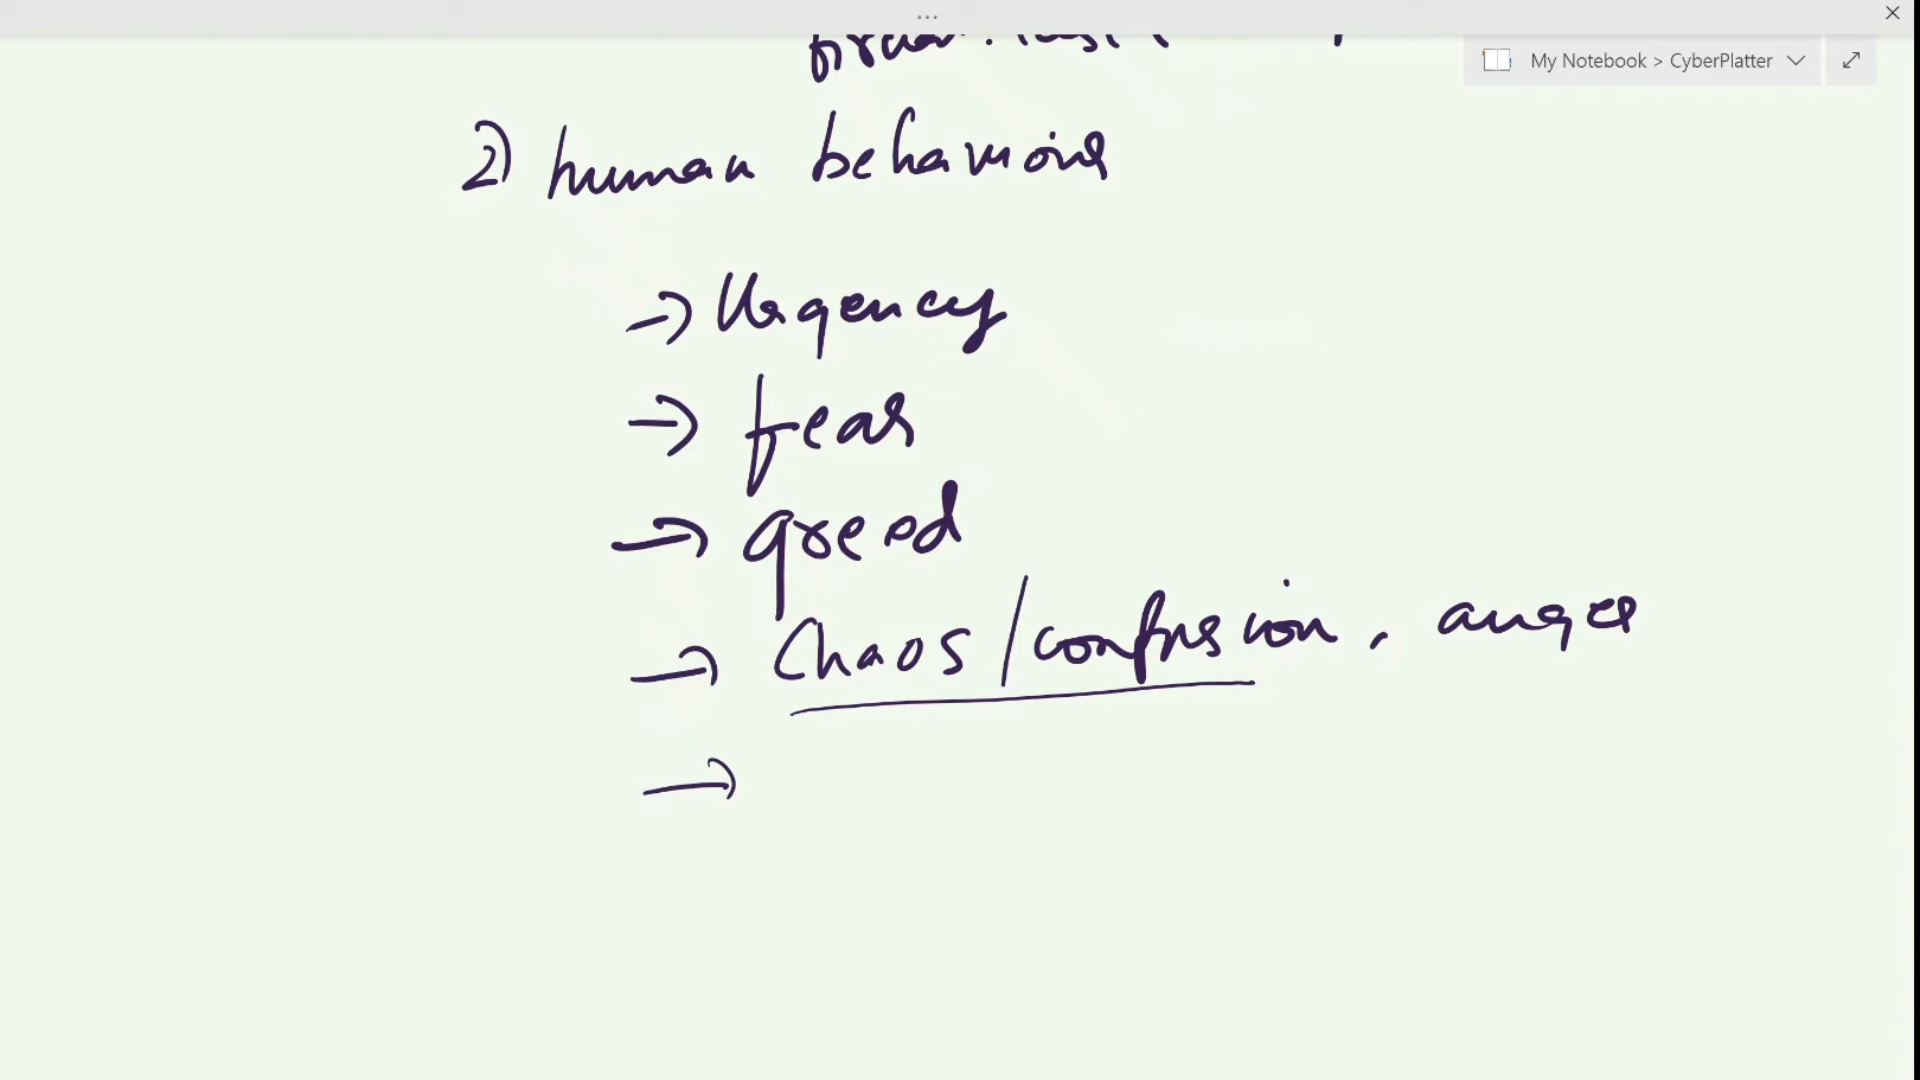 My Notebook > CyberPlatter
2) human behaviour
→ Urgency
→ fear
→ greed
→ Chaos/confusion, anger
→